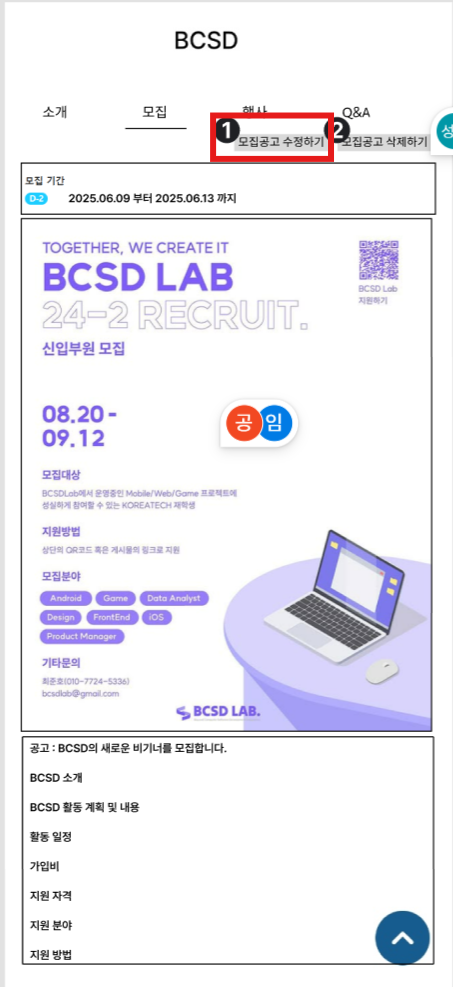 BCSD
소개 모집 행사 Q&A
1 모집공고 수정하기 2 모집공고 삭제하기 성
모집 기간
D-2 2025.06.09 부터 2025.06.13 까지
TOGETHER, WE CREATE IT
BCSD LAB
24-2 RECRUIT.
신입부원 모집
BCSD Lab
지원하기
08.20 -
09.12
공 임
모집대상
BCSDLab에서 운영중인 Mobile/Web/Game 프로젝트에
성실하게 참여할 수 있는 KOREATECH 재학생
지원방법
상단의 QR코드 혹은 게시물의 링크로 지원
모집분야
Android Game Data Analyst
Design FrontEnd iOS
Product Manager
기타문의
최준호(010-7724-5336)
bcsdlab@gmail.com
BCSD LAB.
공고 : BCSD의 새로운 비기너를 모집합니다.
BCSD 소개
BCSD 활동 계획 및 내용
활동 일정
가입비
지원 자격
지원 분야
지원 방법